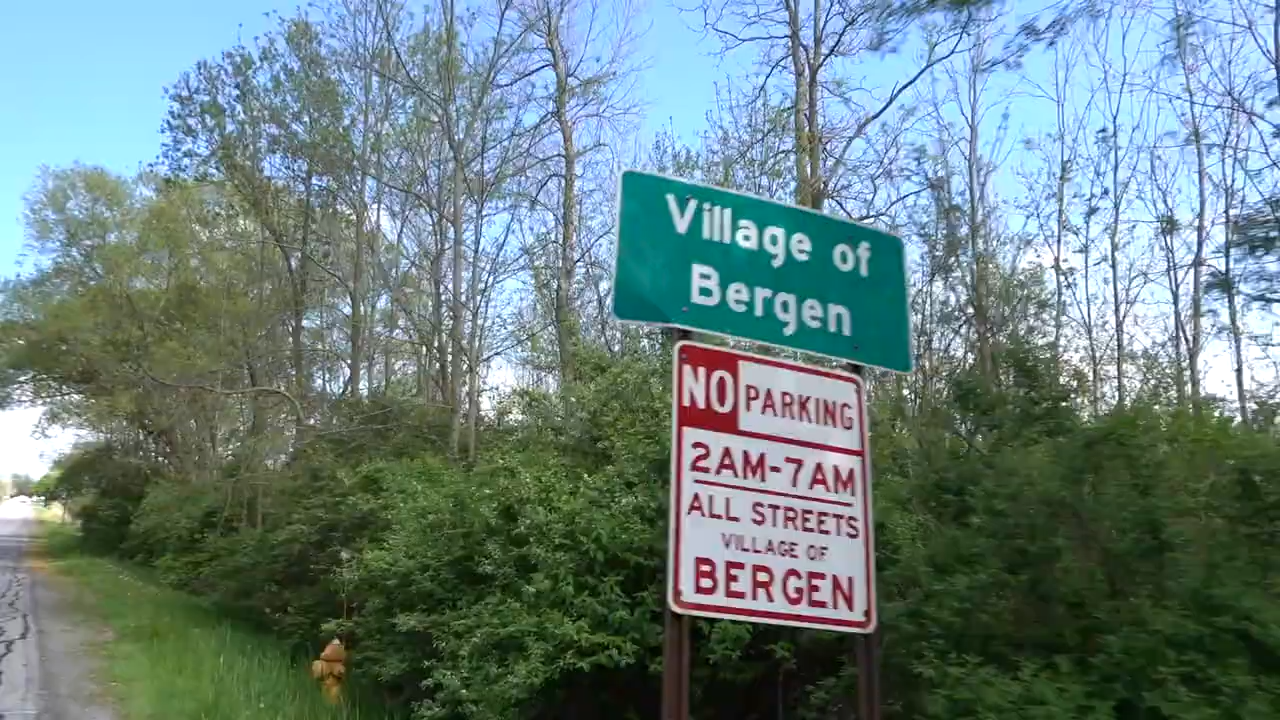 Village of
Bergen
NO PARKING
2AM-7AM
ALL STREETS
VILLAGE OF
BERGEN